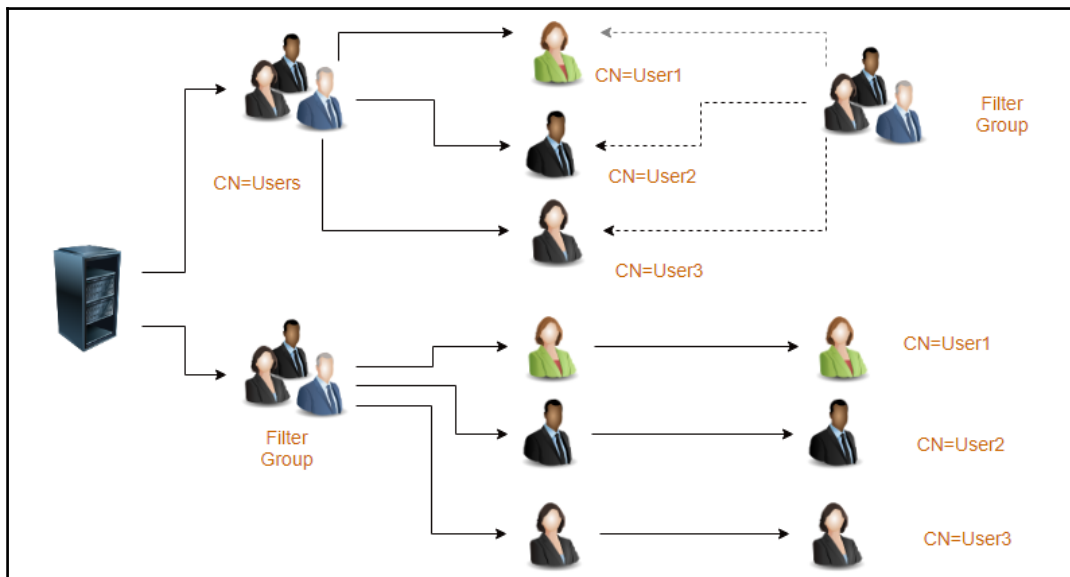 CN=User1
Filter
Group
CN=User2
CN=Users
CN=User3
CN=User1
Filter
Group
CN=User2
CN=User3